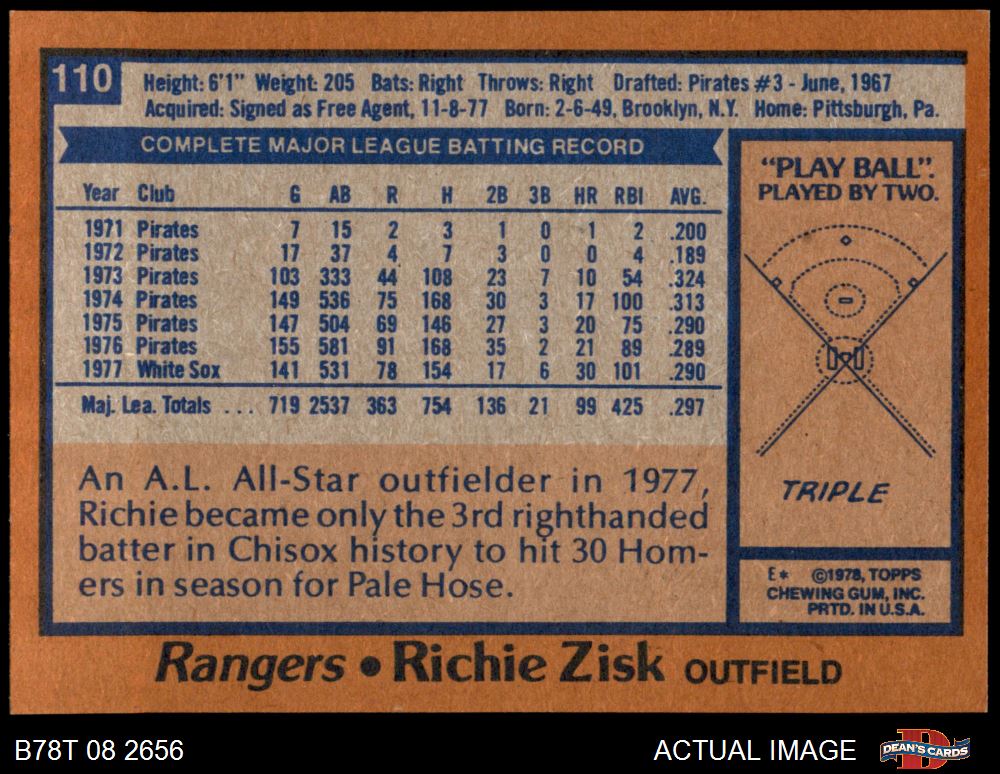 110
Height: 6'1" Weight: 205 Bats: Right Throws: Right Drafted: Pirates #3 - June, 1967
Acquired: Signed as Free Agent, 11-8-77 Born: 2-6-49, Brooklyn, N.Y. Home: Pittsburgh, Pa.
COMPLETE MAJOR LEAGUE BATTING RECORD
Year Club G AB R H 2B 3B HR RBI AVG.
1971 Pirates 7 15 2 3 1 0 1 2 .200
1972 Pirates 17 37 4 7 3 0 0 4 .189
1973 Pirates 103 333 44 108 23 7 10 54 .324
1974 Pirates 149 536 75 168 30 3 17 100 .313
1975 Pirates 147 504 69 146 27 3 20 75 .290
1976 Pirates 155 581 91 168 35 2 21 89 .289
1977 White Sox 141 531 78 154 17 6 30 101 .290
Maj. Lea. Totals ... 719 2537 363 754 136 21 99 425 .297
An A.L. All-Star outfielder in 1977,
Richie became only the 3rd righthanded
batter in Chisox history to hit 30 Hom-
ers in season for Pale Hose.
"PLAY BALL".
PLAYED BY TWO.
TRIPLE
E* ©1978, TOPPS
CHEWING GUM, INC.
PRTD. IN U.S.A.
Rangers • Richie Zisk OUTFIELD
B78T 08 2656
ACTUAL IMAGE
DEAN'S CARDS